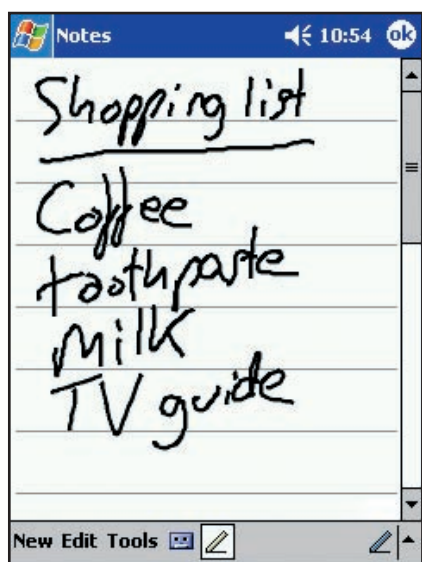 Notes 10:54 ok
Shopping list
Coffee
toothpaste
Milk
TV guide
New Edit Tools